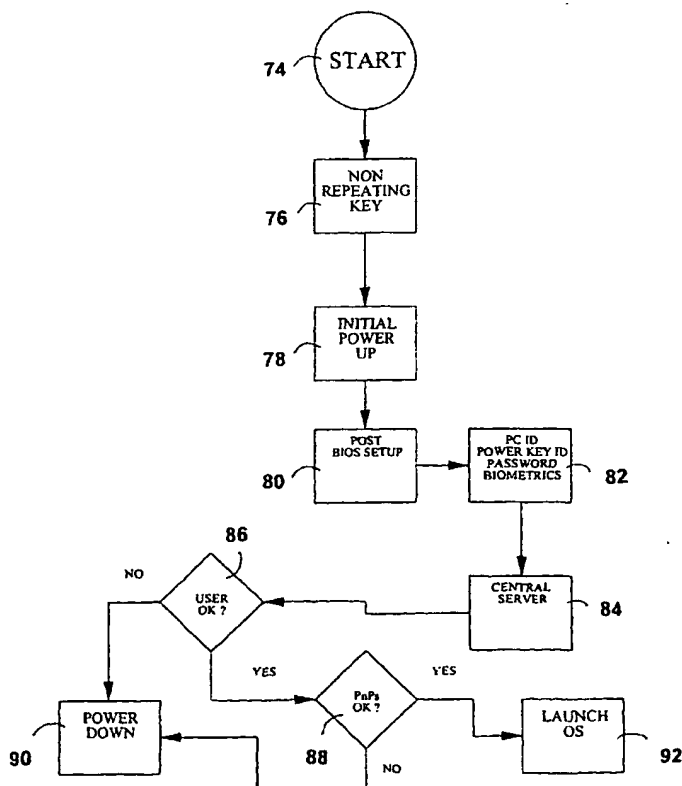 START
74
NON
REPEATING
KEY
76
INITIAL
POWER
UP
78
POST
BIOS SETUP
80
PC ID
POWER KEY ID
PASSWORD
BIOMETRICS
82
86
NO
USER
OK ?
CENTRAL
SERVER
84
YES
PnPs
OK ?
YES
88
NO
POWER
DOWN
90
LAUNCH
OS
92